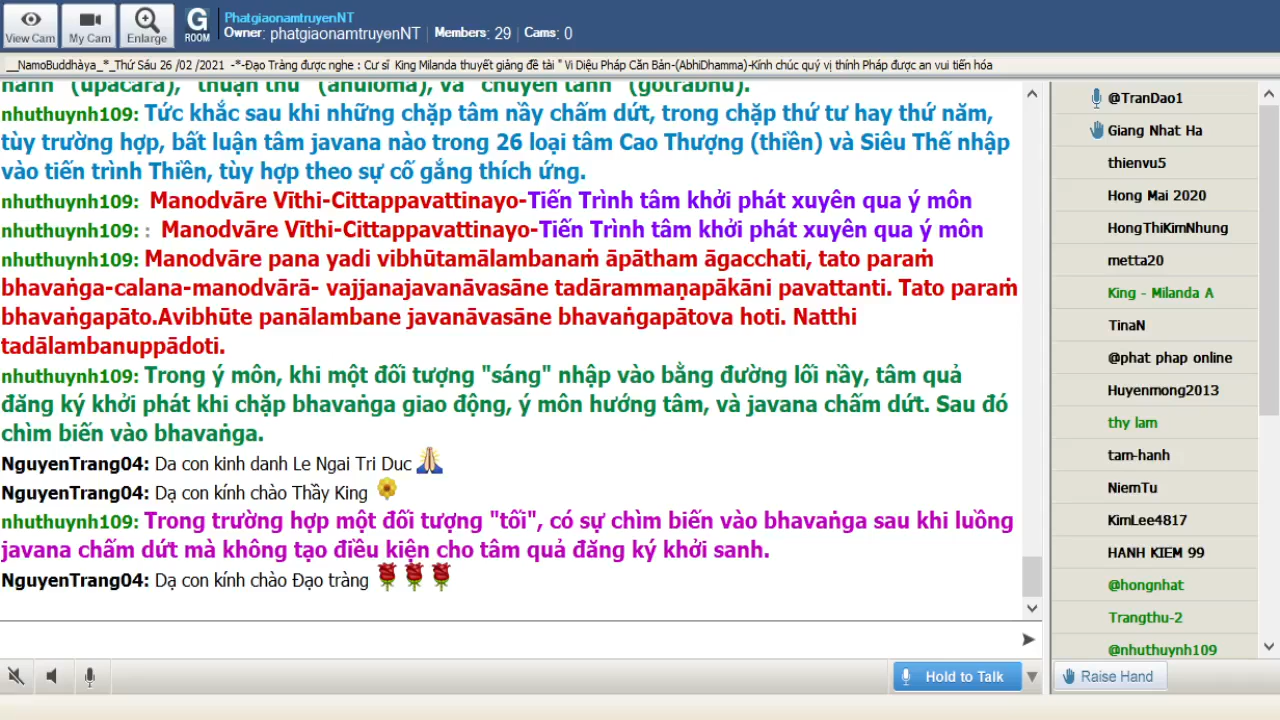 View Cam
My Cam
Enlarge
G
ROOM
PhatgiaonamtruyenNT
Owner: phatgiaonamtruyenNT | Members: 29 | Cams: 0
__NamoBuddhàya_*_Thứ Sáu 26 /02 /2021 -*-Đạo Tràng được nghe : Cư sĩ King Milanda thuyết giảng đề tài " Vi Diệu Pháp Căn Bản-(AbhiDhamma)-Kính chúc quý vị thính Pháp được an vui tiến hóa
hành" (upacāra), "thuận thứ" (anuloma), và "chuyển tánh" (gotrabhū).
nhuthuynh109: Tức khắc sau khi những chặp tâm nầy chấm dứt, trong chặp thứ tư hay thứ năm,
tùy trường hợp, bất luận tâm javana nào trong 26 loại tâm Cao Thượng (thiền) và Siêu Thế nhập
vào tiến trình Thiền, tùy hợp theo sự cố gắng thích ứng.
nhuthuynh109: Manodvāre Vīthi-Cittappavattinayo-Tiến Trình tâm khởi phát xuyên qua ý môn
nhuthuynh109: : Manodvāre Vīthi-Cittappavattinayo-Tiến Trình tâm khởi phát xuyên qua ý môn
nhuthuynh109: Manodvāre pana yadi vibhūtamālambanaṁ āpātham āgacchati, tato paraṁ
bhavaṅga-calana-manodvārā- vajjanajavanāvasāne tadārammaṇapākāni pavattanti. Tato paraṁ
bhavaṅgapāto.Avibhūte panālambane javanāvasāne bhavaṅgapātova hoti. Natthi
tadālambanuppādoti.
nhuthuynh109: Trong ý môn, khi một đối tượng "sáng" nhập vào bằng đường lối nầy, tâm quả
đăng ký khởi phát khi chặp bhavaṅga giao động, ý môn hướng tâm, và javana chấm dứt. Sau đó
chìm biến vào bhavaṅga.
NguyenTrang04: Da con kinh danh Le Ngai Tri Duc
NguyenTrang04: Dạ con kính chào Thầy King
nhuthuynh109: Trong trường hợp một đối tượng "tối", có sự chìm biến vào bhavaṅga sau khi luồng
javana chấm dứt mà không tạo điều kiện cho tâm quả đăng ký khởi sanh.
NguyenTrang04: Dạ con kính chào Đạo tràng
Hold to Talk
@TranDao1
Giang Nhat Ha
thienvu5
Hong Mai 2020
HongThiKimNhung
metta20
King - Milanda A
TinaN
@phat phap online
Huyenmong2013
thy lam
tam-hanh
NiemTu
KimLee4817
HANH KIEM 99
@hongnhat
Trangthu-2
@nhuthuynh109
Raise Hand